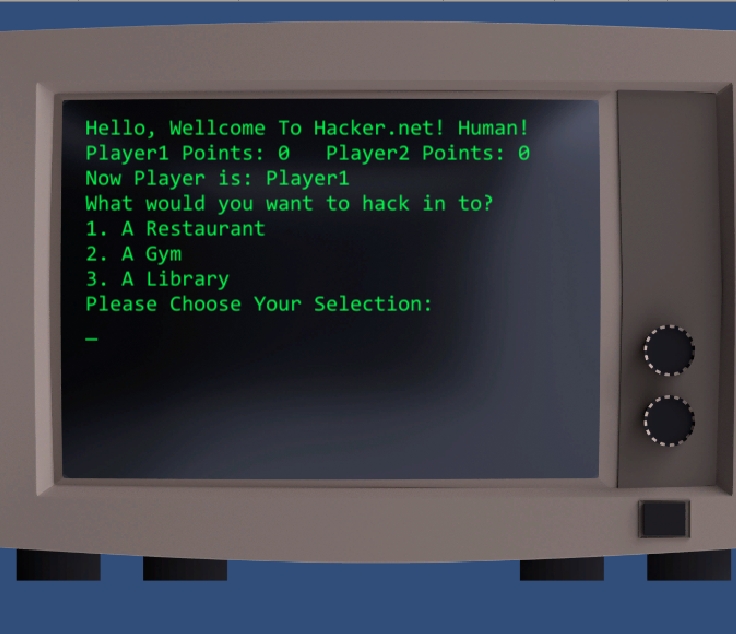 Hello, Wellcome To Hacker.net! Human!
Player1 Points: 0   Player2 Points: 0
Now Player is: Player1
What would you want to hack in to?
1. A Restaurant
2. A Gym
3. A Library
Please Choose Your Selection:
_